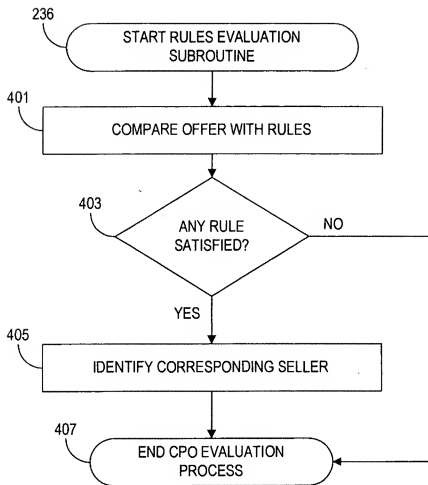 236
START RULES EVALUATION
SUBROUTINE
401
COMPARE OFFER WITH RULES
403
ANY RULE
SATISFIED?
NO
YES
405
IDENTIFY CORRESPONDING SELLER
407
END CPO EVALUATION
PROCESS